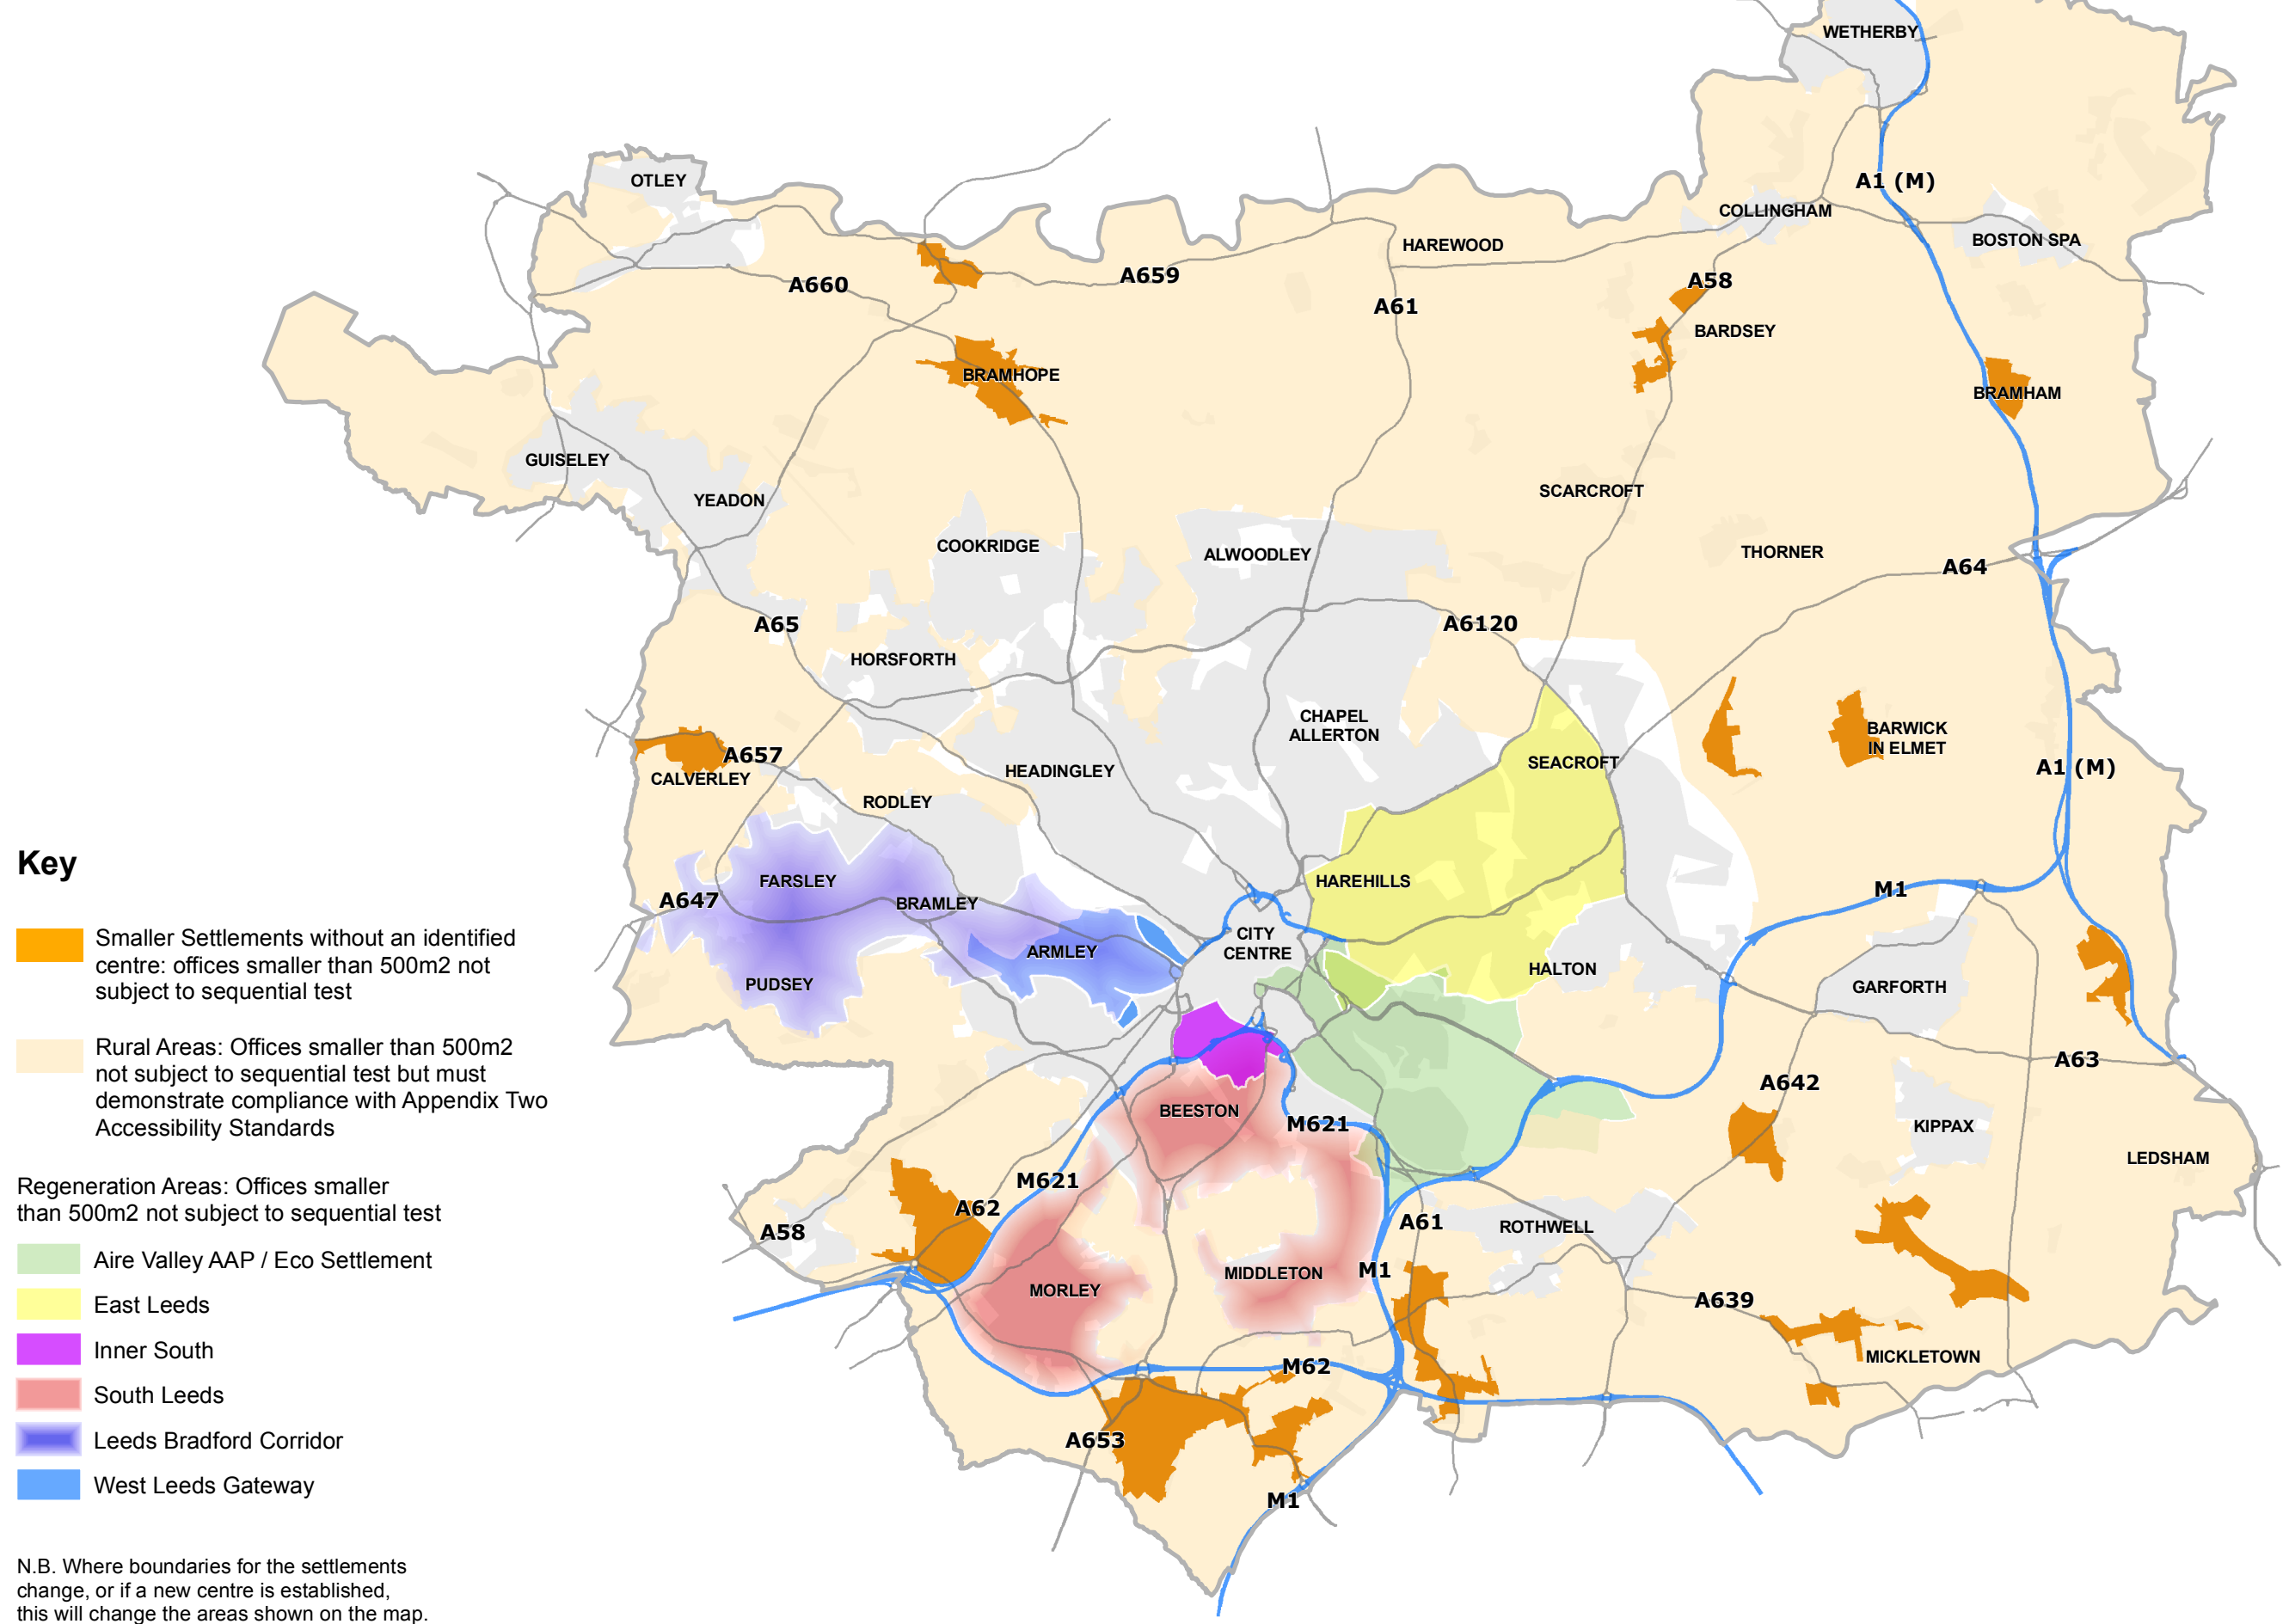 WETHERBY
OTLEY
A1 (M)
COLLINGHAM
BOSTON SPA
HAREWOOD
A659
A660
A58
A61
BARDSEY
BRAMHOPE
BRAMHAM
GUISELEY
YEADON
SCARCROFT
COOKRIDGE
ALWOODLEY
THORNER
A64
A65
A6120
HORSFORTH
CHAPEL
ALLERTON
BARWICK
IN ELMET
A657
CALVERLEY
HEADINGLEY
SEACROFT
A1 (M)
RODLEY
FARSLEY
HAREHILLS
A647
BRAMLEY
M1
CITY
CENTRE
ARMLEY
PUDSEY
HALTON
GARFORTH
A63
A642
BEESTON
M621
KIPPAX
LEDSHAM
M621
A62
A58
A61
ROTHWELL
MORLEY
MIDDLETON
M1
A639
MICKLETOWN
M62
A653
M1
Key
Smaller Settlements without an identified
centre: offices smaller than 500m2 not
subject to sequential test
Rural Areas: Offices smaller than 500m2
not subject to sequential test but must
demonstrate compliance with Appendix Two
Accessibility Standards
Regeneration Areas: Offices smaller
than 500m2 not subject to sequential test
Aire Valley AAP / Eco Settlement
East Leeds
Inner South
South Leeds
Leeds Bradford Corridor
West Leeds Gateway
N.B. Where boundaries for the settlements
change, or if a new centre is established,
this will change the areas shown on the map.